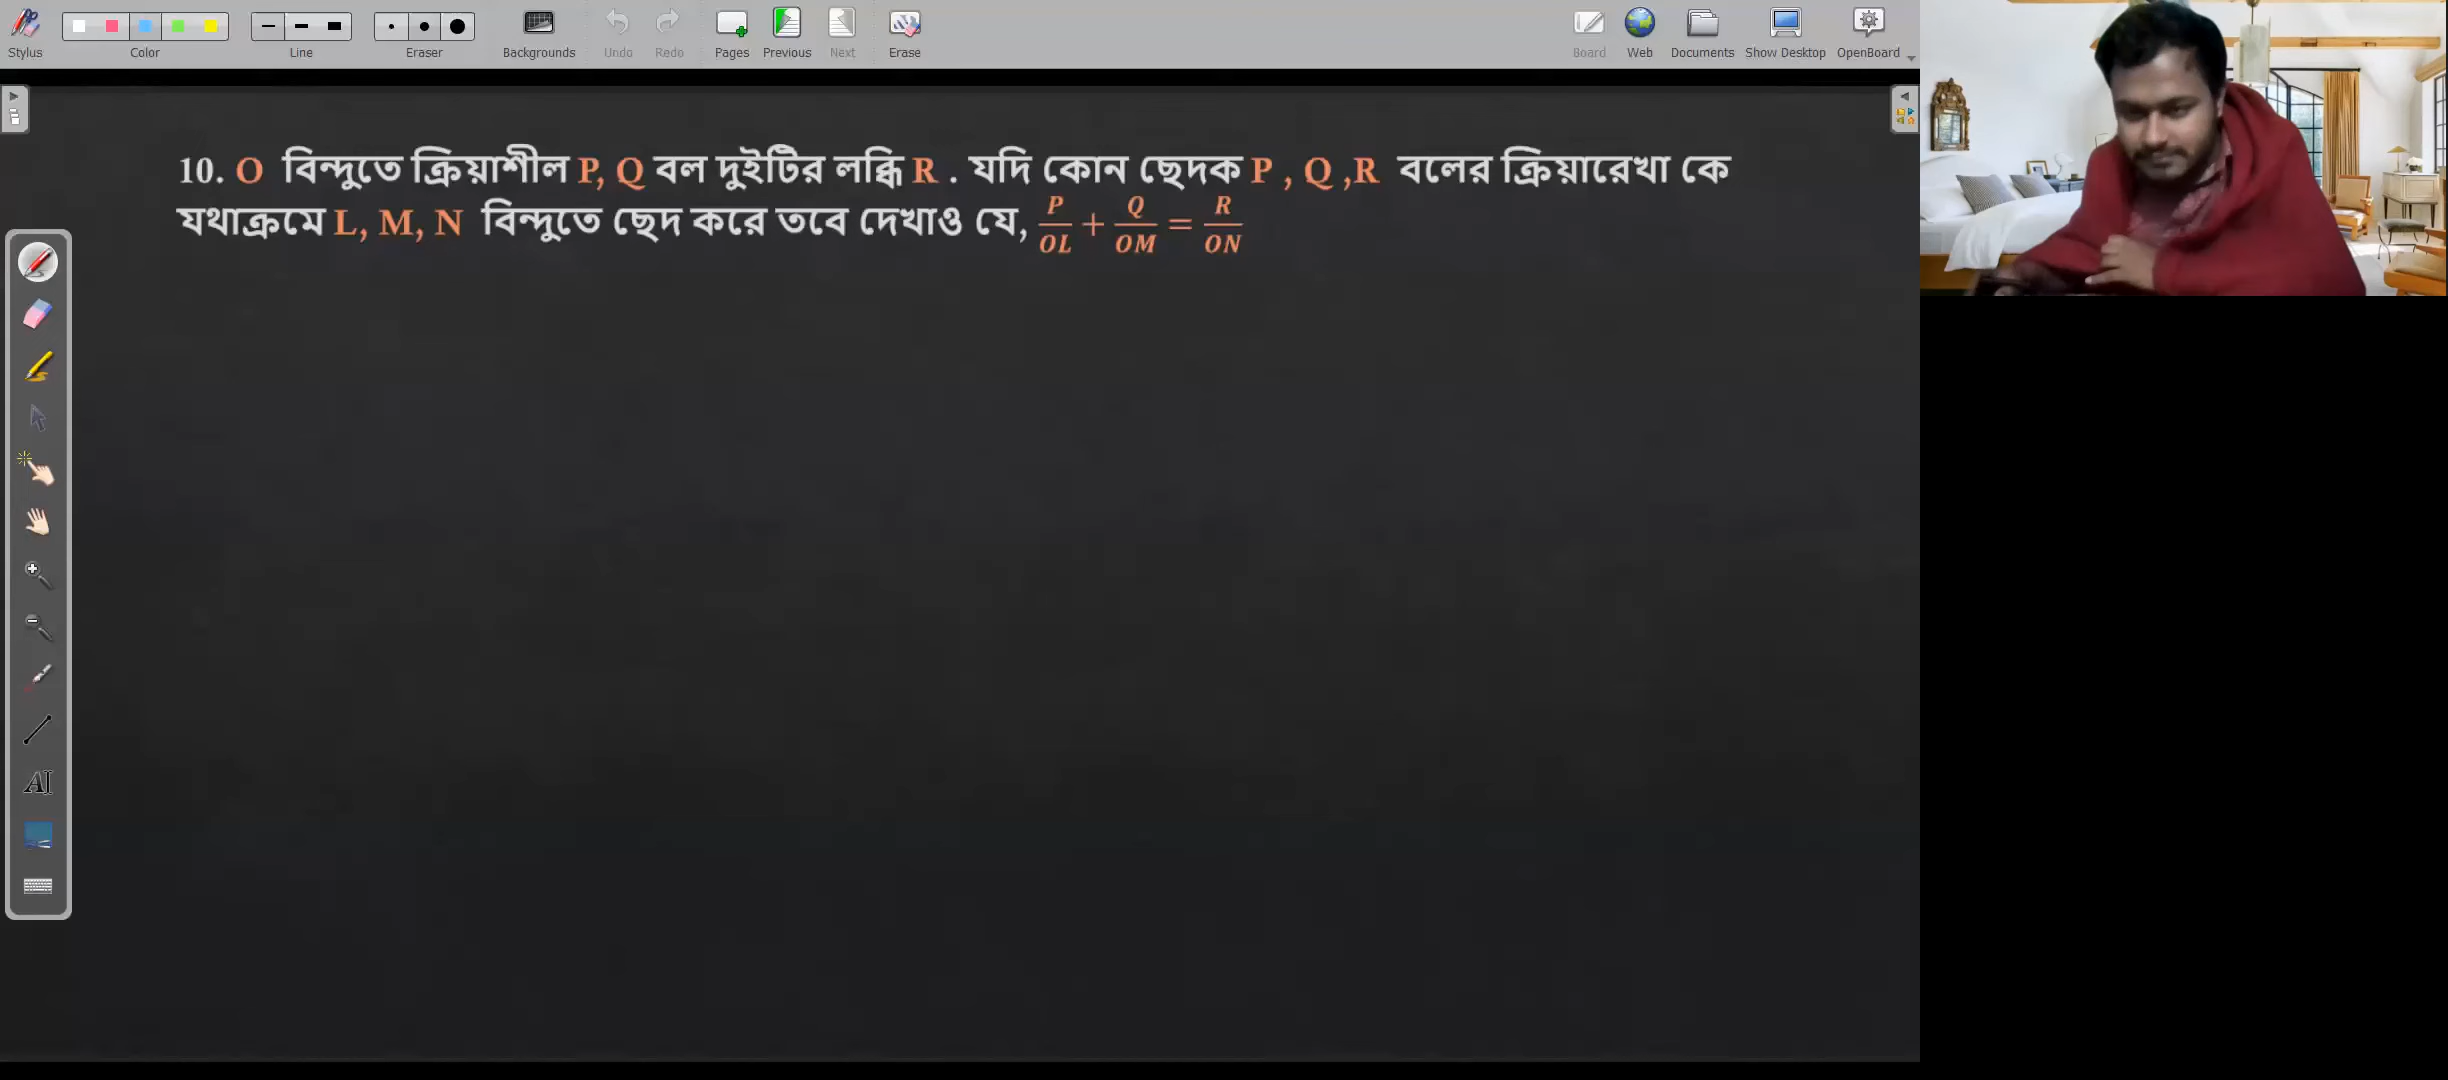 Stylus
Color
Line
Eraser
Backgrounds
Undo
Redo
Pages
Previous
Next
Erase
Board
Web
Documents
Show Desktop
OpenBoard
10. O বিন্দুতে ক্রিয়াশীল P, Q বল দুইটির লব্ধি R . যদি কোন ছেদক P , Q ,R বলের ক্রিয়ারেখা কে
যথাক্রমে L, M, N বিন্দুতে ছেদ করে তবে দেখাও যে, P/OL + Q/OM = R/ON
AI